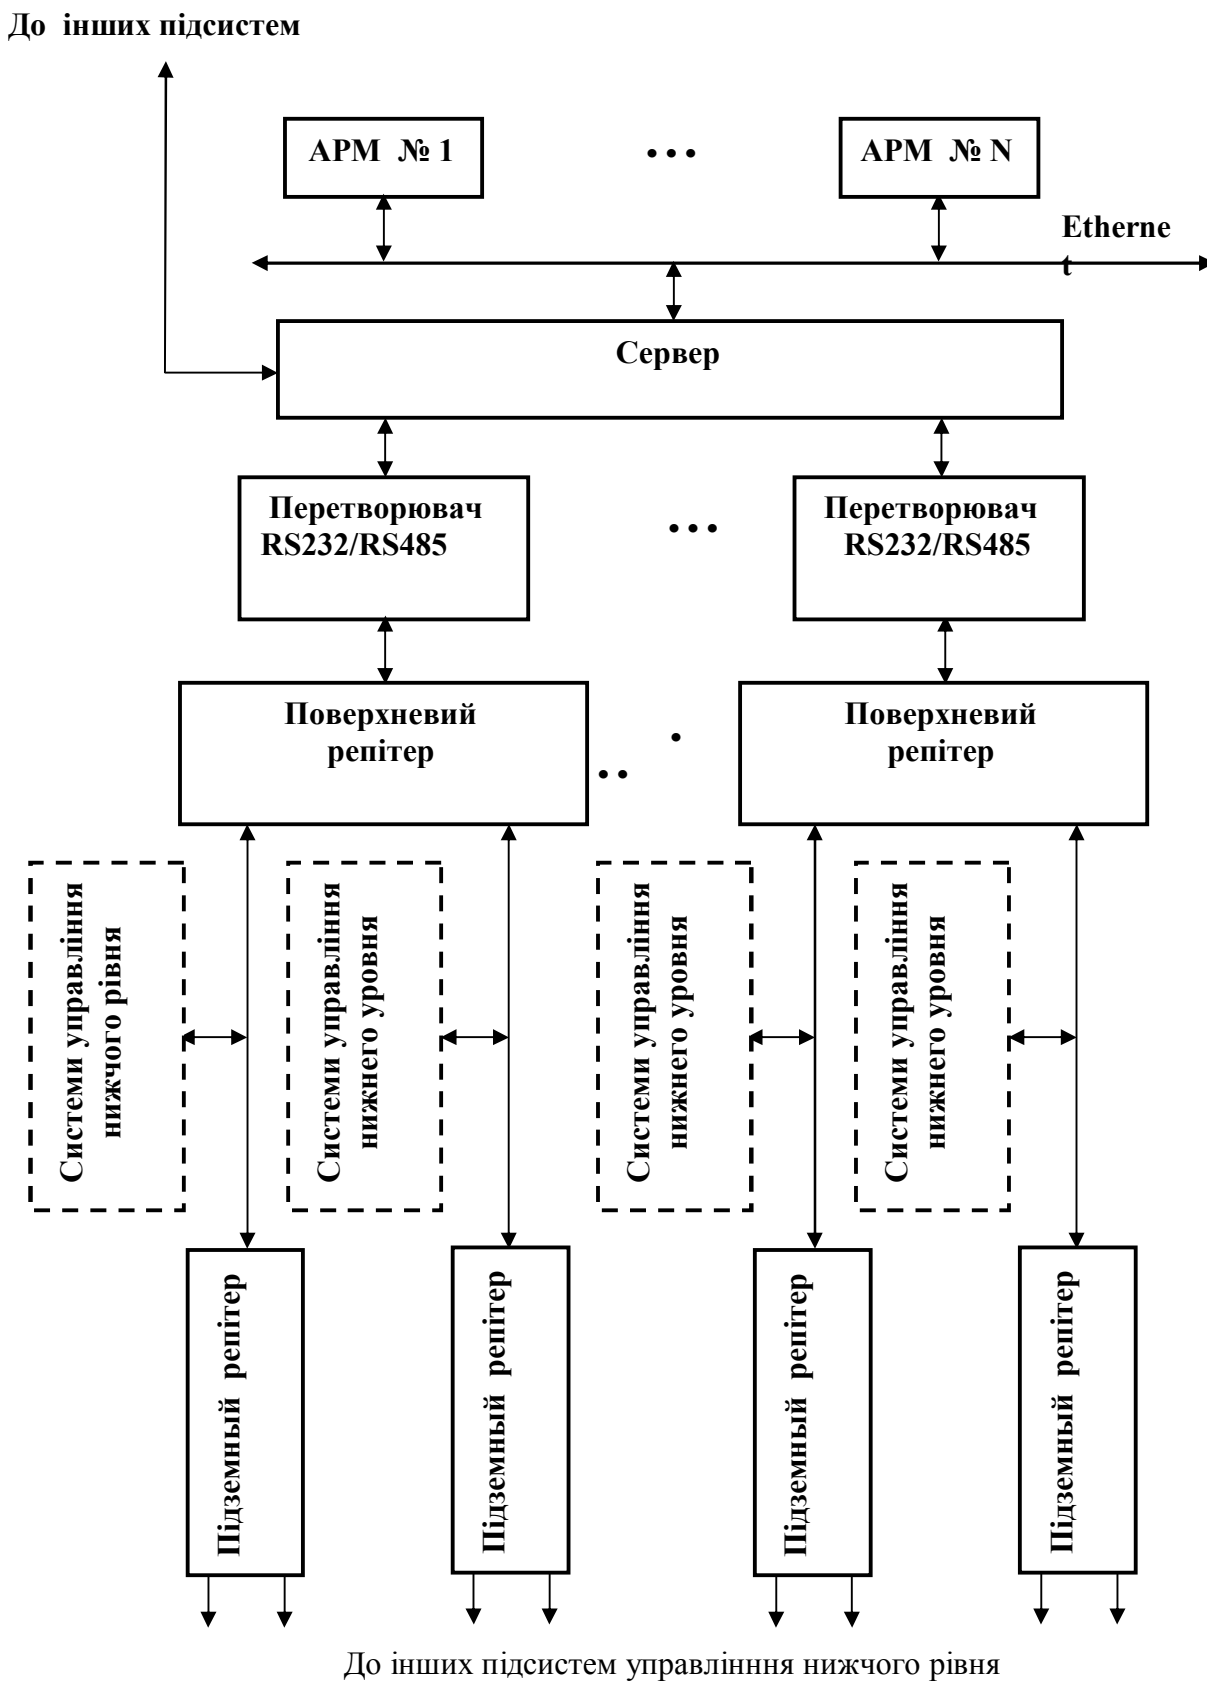 До інших підсистем
АРМ № 1
...
АРМ № N
Etherne
t
Сервер
Перетворювач
RS232/RS485
...
Перетворювач
RS232/RS485
Поверхневий
репітер
.
..
Поверхневий
репітер
Системи управління
нижчого рівня
Системи управління
нижнего уровня
Системи управління
нижнего уровня
Системи управління
нижнего уровня
Підземный репітер
Підземный репітер
Підземный репітер
Підземный репітер
До інших підсистем управлінння нижчого рівня